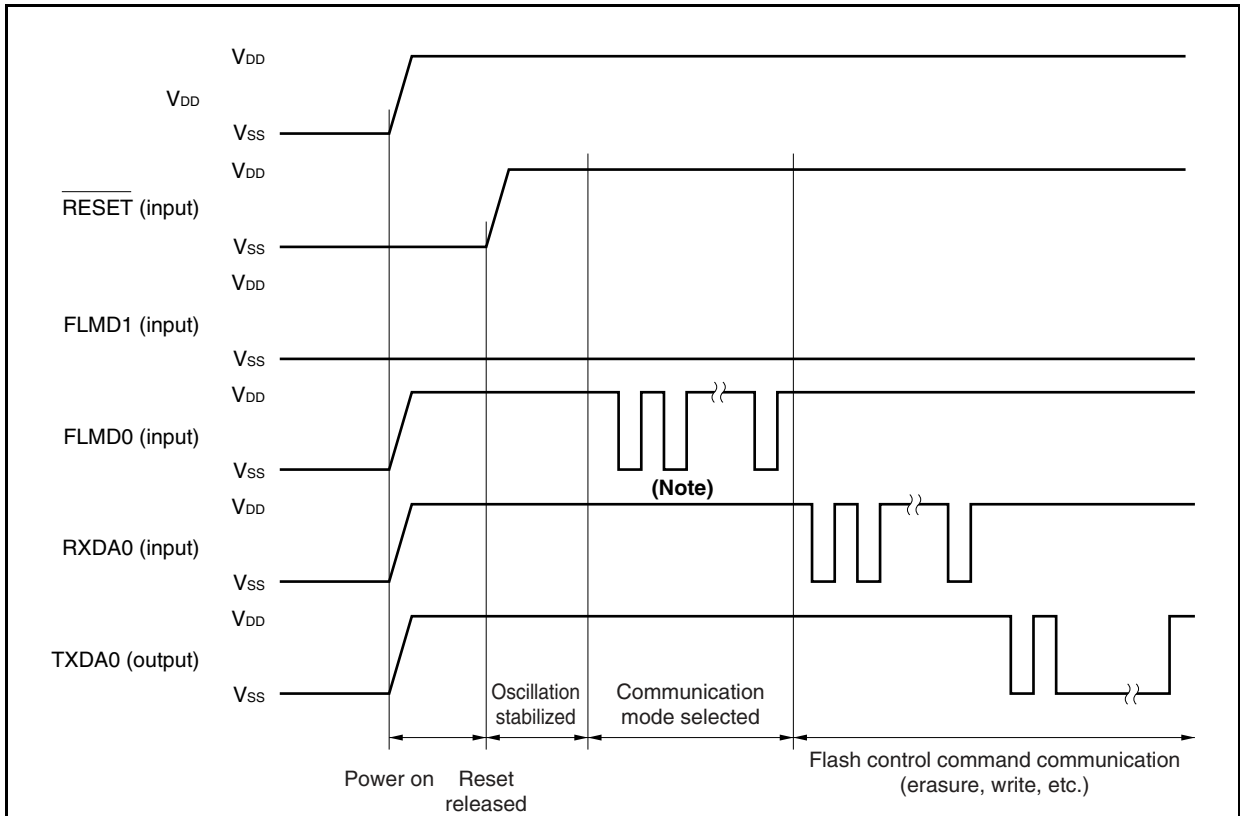 VDD
VDD
VSS
VDD
RESET (input)
VSS
VDD
FLMD1 (input)
VSS
VDD
FLMD0 (input)
VSS
(Note)
VDD
RXDA0 (input)
VSS
VDD
TXDA0 (output)
VSS
Oscillation
stabilized
Communication
mode selected
Power on
Reset
released
Flash control command communication
(erasure, write, etc.)